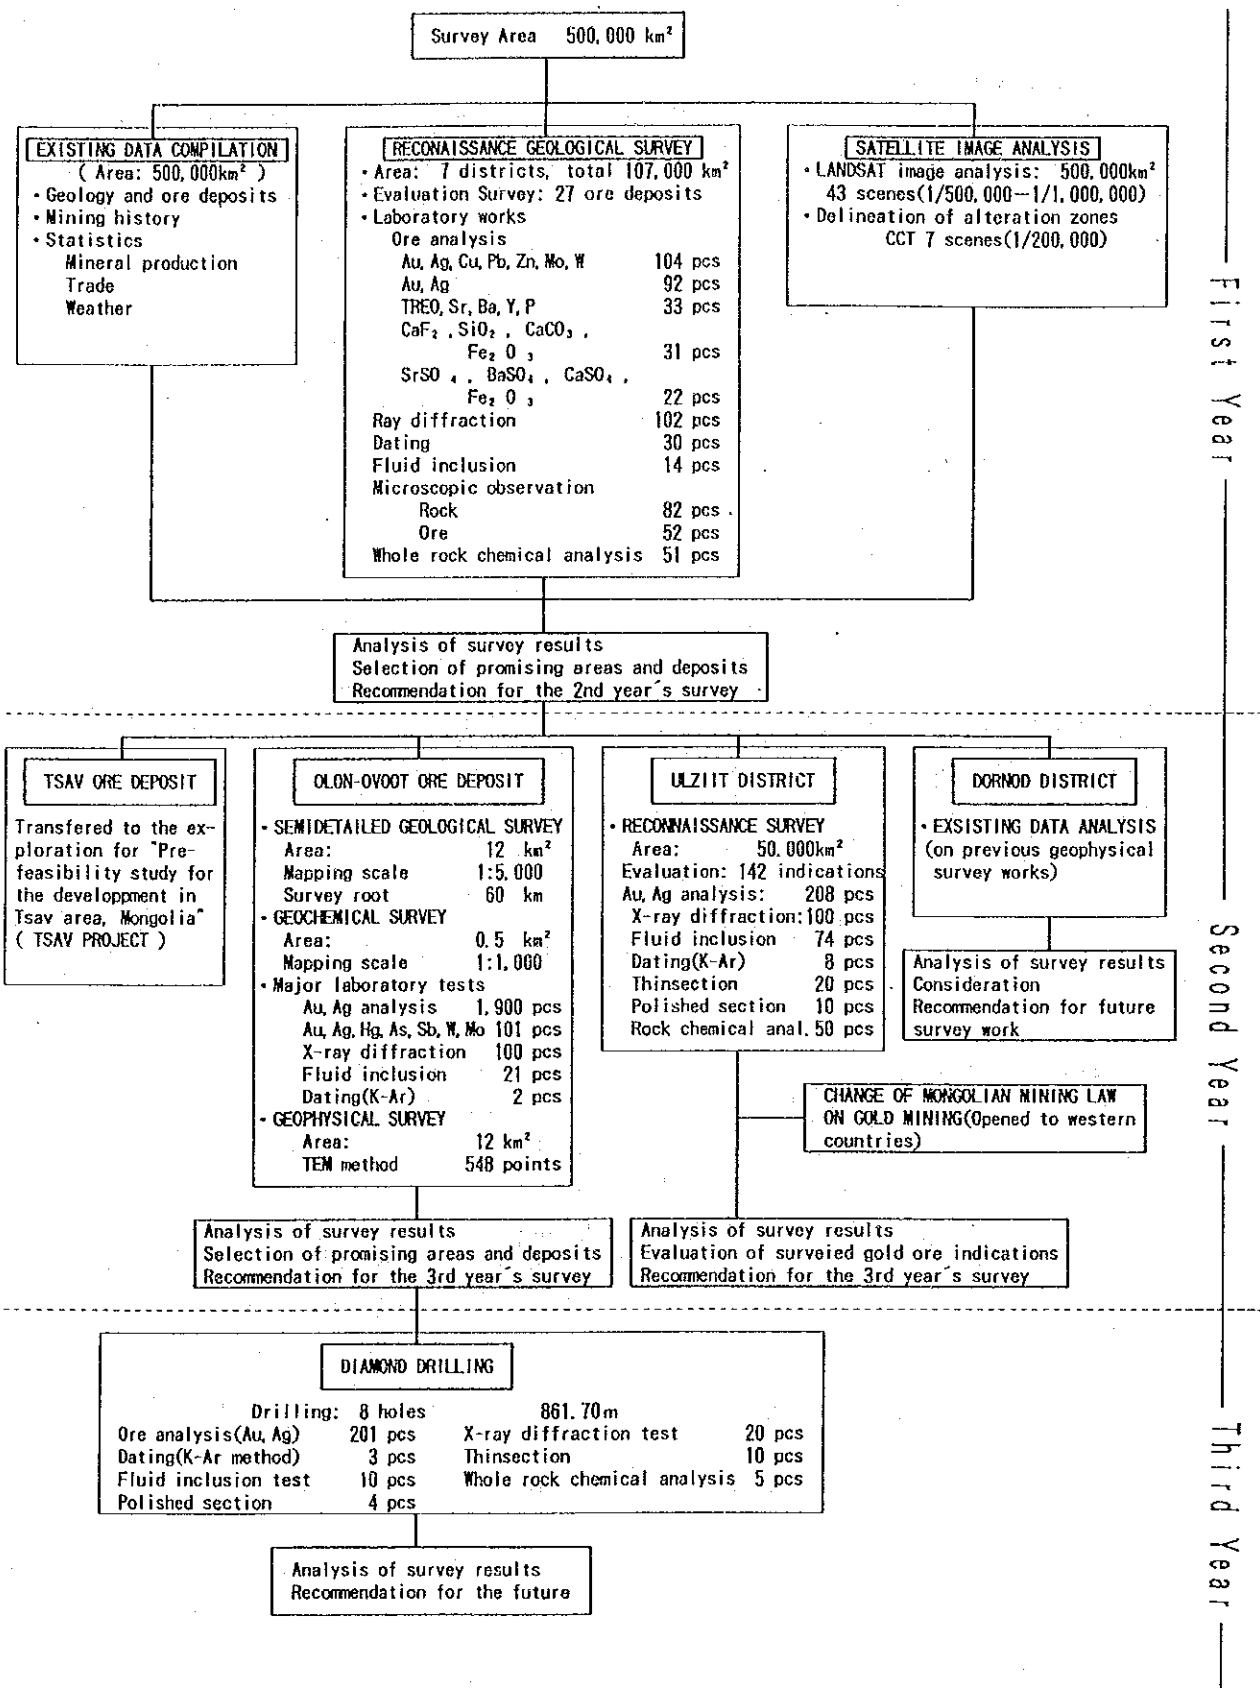 Survey Area 500,000 km²
EXISTING DATA COMPILATION
( Area: 500,000km² )
・Geology and ore deposits
・Mining history
・Statistics
Mineral production
Trade
Weather
RECONAISSANCE GEOLOGICAL SURVEY
・Area: 7 districts, total 107,000 km²
・Evaluation Survey: 27 ore deposits
・Laboratory works
Ore analysis
Au, Ag, Cu, Pb, Zn, Mo, W 104 pcs
Au, Ag 92 pcs
TREO, Sr, Ba, Y, P 33 pcs
CaF₂ , SiO₂ , CaCO₃ ,
Fe₂ O ₃ 31 pcs
SrSO ₄ , BaSO₄ , CaSO₄ ,
Fe₂ O ₃ 22 pcs
Ray diffraction 102 pcs
Dating 30 pcs
Fluid inclusion 14 pcs
Microscopic observation
Rock 82 pcs
Ore 52 pcs
Whole rock chemical analysis 51 pcs
SATELLITE IMAGE ANALYSIS
・LANDSAT image analysis: 500,000km²
43 scenes(1/500,000−1/1,000,000)
・Delineation of alteration zones
CCT 7 scenes(1/200,000)
First Year
Analysis of survey results
Selection of promising areas and deposits
Recommendation for the 2nd year's survey
TSAV ORE DEPOSIT
Transfered to the ex-
ploration for "Pre-
feasibility study for
the developpment in
Tsav area, Mongolia"
( TSAV PROJECT )
OLON-OVOOT ORE DEPOSIT
・SEMIDETAILED GEOLOGICAL SURVEY
Area: 12 km²
Mapping scale 1:5,000
Survey root 60 km
・GEOCHEMICAL SURVEY
Area: 0.5 km²
Mapping scale 1:1,000
・Major laboratory tests
Au, Ag analysis 1,900 pcs
Au, Ag, Hg, As, Sb, W, Mo 101 pcs
X-ray diffraction 100 pcs
Fluid inclusion 21 pcs
Dating(K-Ar) 2 pcs
・GEOPHYSICAL SURVEY
Area: 12 km²
TEM method 548 points
ULZIIT DISTRICT
・RECONNAISSANCE SURVEY
Area: 50.000km²
Evaluation: 142 indications
Au, Ag analysis: 208 pcs
X-ray diffraction: 100 pcs
Fluid inclusion 74 pcs
Dating(K-Ar) 8 pcs
Thinsection 20 pcs
Polished section 10 pcs
Rock chemical anal. 50 pcs
DORNOD DISTRICT
・EXSISTING DATA ANALYSIS
(on previous geophysical
survey works)
Analysis of survey results
Consideration
Recommendation for future
survey work
CHANGE OF MONGOLIAN MINING LAW
ON GOLD MINING(Opened to western
countries)
Second Year
Analysis of survey results
Selection of promising areas and deposits
Recommendation for the 3rd year's survey
Analysis of survey results
Evaluation of surveied gold ore indications
Recommendation for the 3rd year's survey
DIAMOND DRILLING
Drilling: 8 holes 861.70m
Ore analysis(Au, Ag) 201 pcs X-ray diffraction test 20 pcs
Dating(K-Ar method) 3 pcs Thinsection 10 pcs
Fluid inclusion test 10 pcs Whole rock chemical analysis 5 pcs
Polished section 4 pcs
Third Year
Analysis of survey results
Recommendation for the future